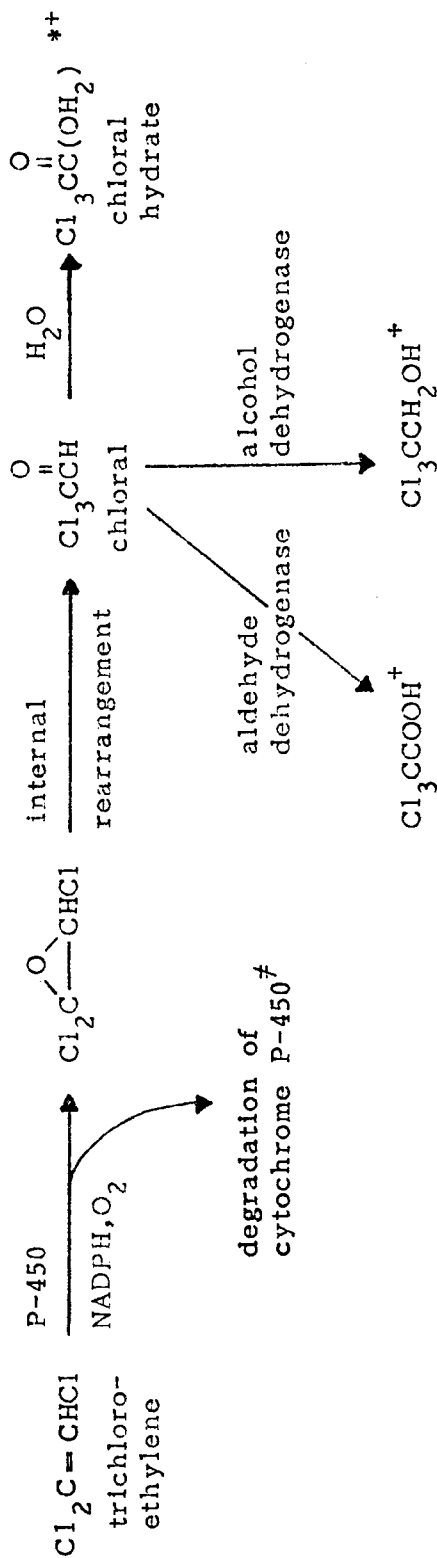 Cl₂C=CHCl
trichloro-
ethylene
P-450
NADPH,O₂
degradation of
cytochrome P-450≠
O
Cl₂C—CHCl
internal
rearrangement
O
Cl₃CCH
chloral
H₂O
O
Cl₃CC(OH₂) *+
chloral
hydrate
aldehyde
dehydrogenase
Cl₃CCOOH⁺
alcohol
dehydrogenase
Cl₃CCH₂OH⁺